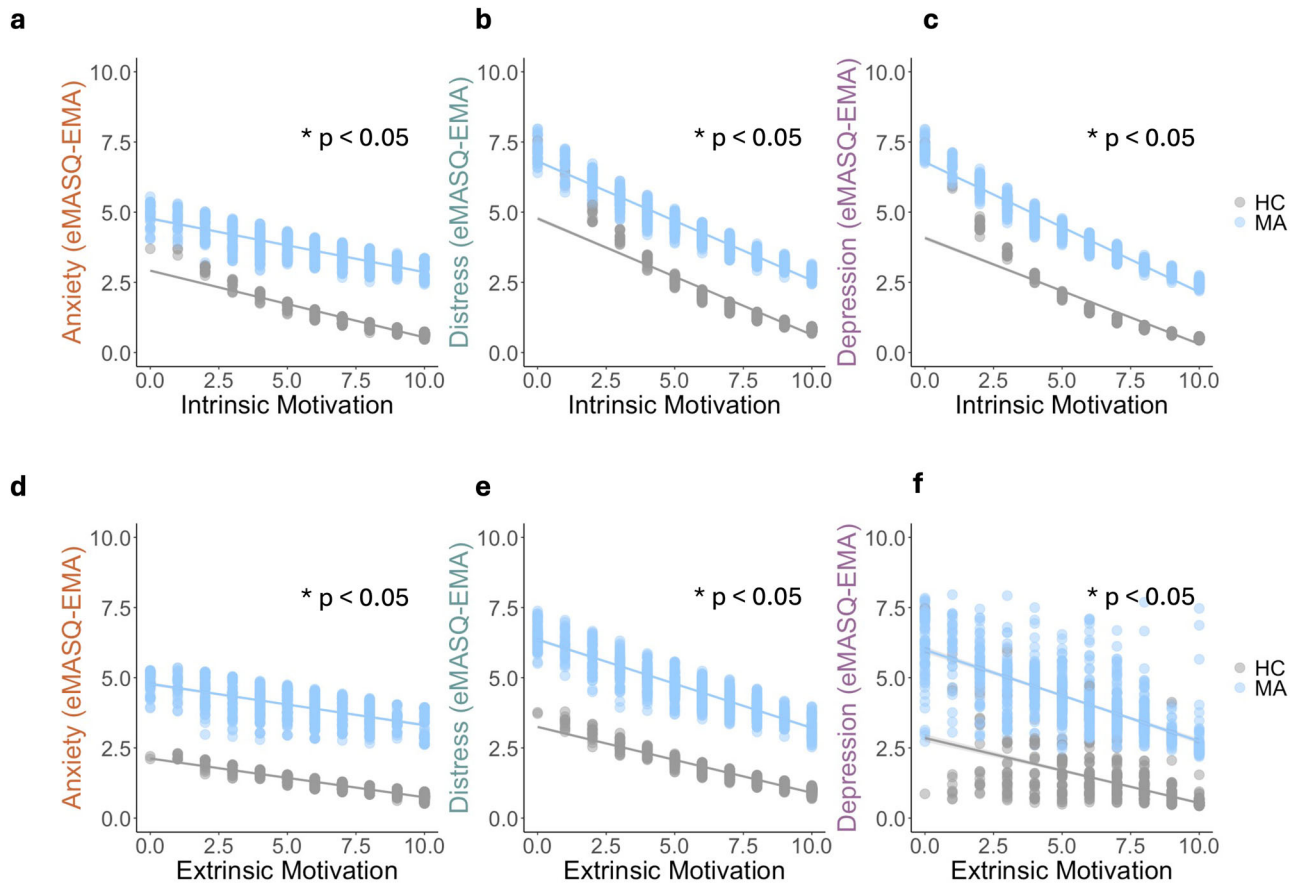 a
b
c
Anxiety (eMASQ-EMA)
10.0
7.5
5.0
2.5
0.0
* p < 0.05
0.0 2.5 5.0 7.5 10.0
Intrinsic Motivation
Distress (eMASQ-EMA)
10.0
7.5
5.0
2.5
0.0
* p < 0.05
0.0 2.5 5.0 7.5 10.0
Intrinsic Motivation
Depression (eMASQ-EMA)
10.0
7.5
5.0
2.5
0.0
* p < 0.05
0.0 2.5 5.0 7.5 10.0
Intrinsic Motivation
HC
MA
d
e
f
Anxiety (eMASQ-EMA)
10.0
7.5
5.0
2.5
0.0
* p < 0.05
0.0 2.5 5.0 7.5 10.0
Extrinsic Motivation
Distress (eMASQ-EMA)
10.0
7.5
5.0
2.5
0.0
* p < 0.05
0.0 2.5 5.0 7.5 10.0
Extrinsic Motivation
Depression (eMASQ-EMA)
10.0
7.5
5.0
2.5
0.0
* p < 0.05
0.0 2.5 5.0 7.5 10.0
Extrinsic Motivation
HC
MA